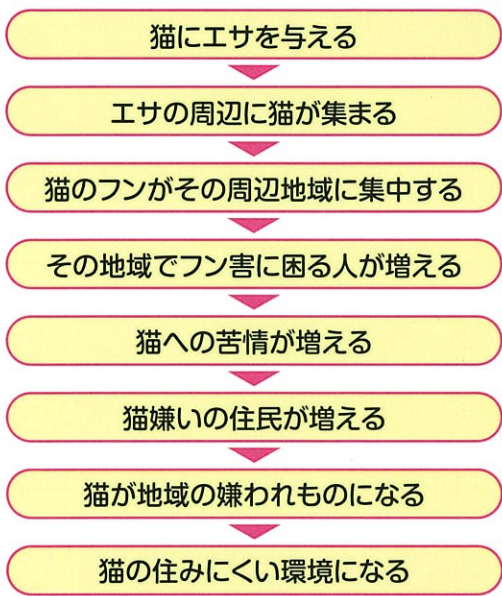 猫にエサを与える
エサの周辺に猫が集まる
猫のフンがその周辺地域に集中する
その地域でフン害に困る人が増える
猫への苦情が増える
猫嫌いの住民が増える
猫が地域の嫌われものになる
猫の住みにくい環境になる